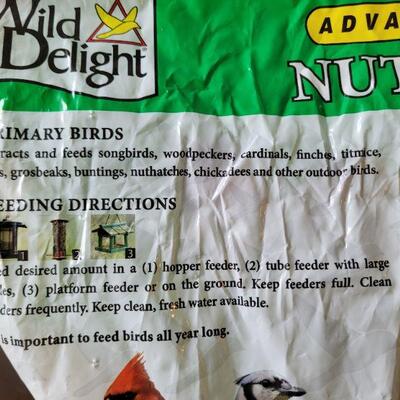 Wild
Delight®
ADVA
NUT
RIMARY BIRDS
racts and feeds songbirds, woodpeckers, cardinals, finches, titmice,
s, grosbeaks, buntings, nuthatches, chickadees and other outdoor birds.
EEDING DIRECTIONS
1 2 3
ed desired amount in a (1) hopper feeder, (2) tube feeder with large
les, (3) platform feeder or on the ground. Keep feeders full. Clean
ders frequently. Keep clean, fresh water available.
is important to feed birds all year long.